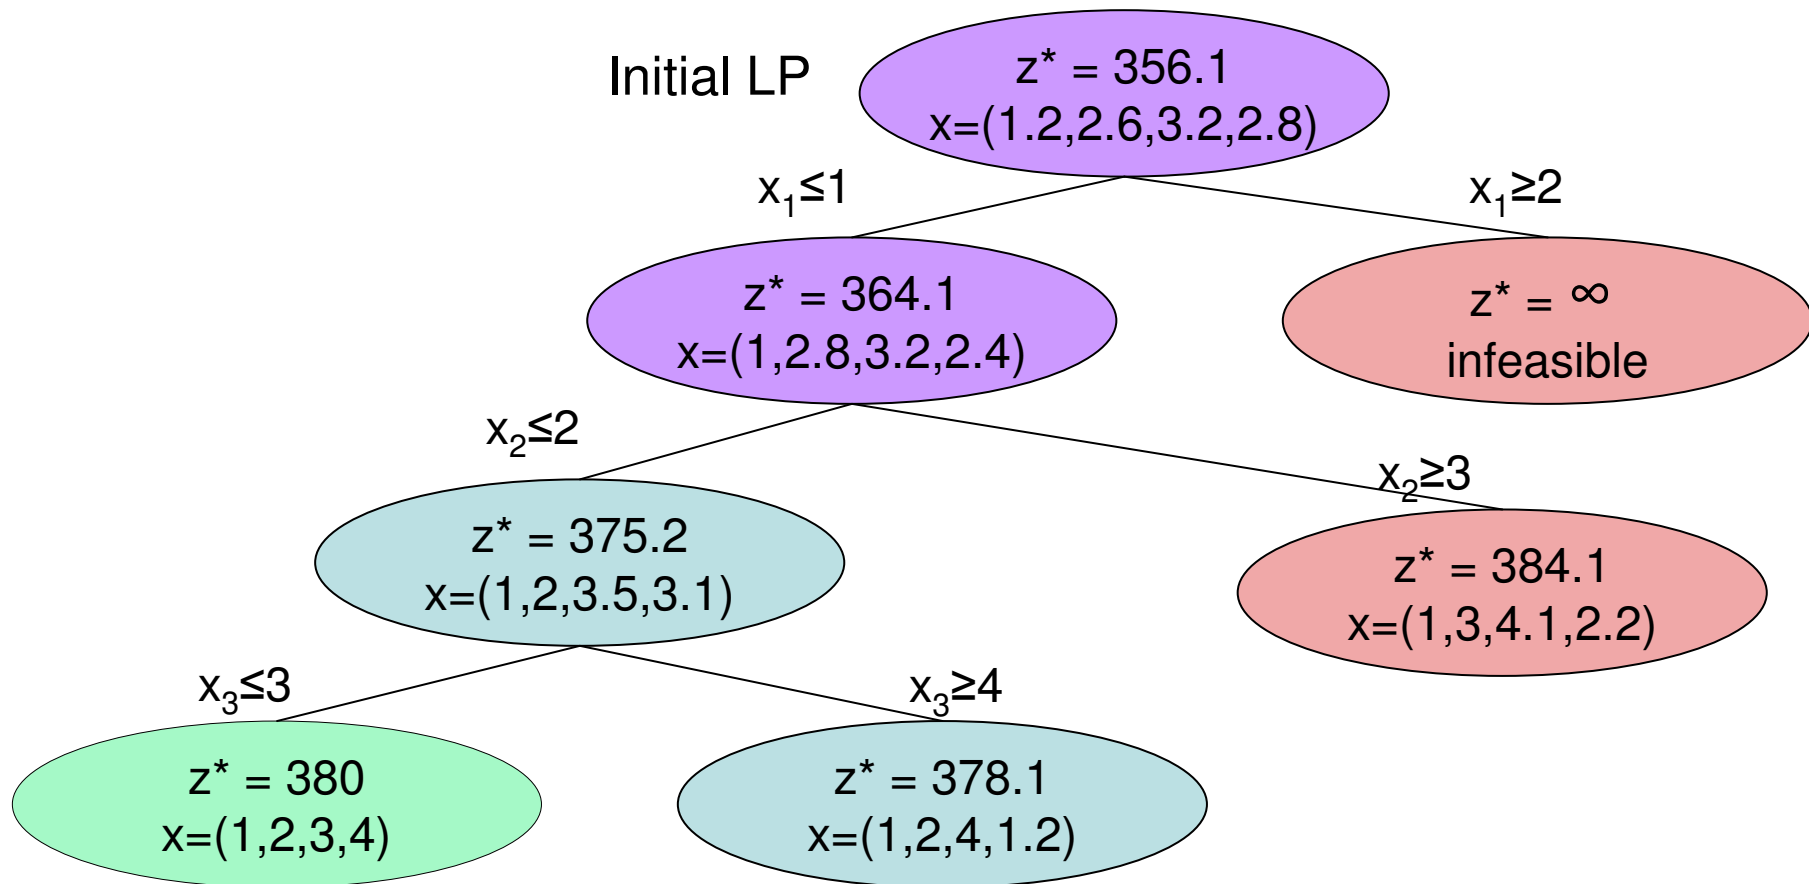 Initial LP
z* = 356.1
x=(1.2,2.6,3.2,2.8)
x₁≤1
x₁≥2
z* = 364.1
x=(1,2.8,3.2,2.4)
z* = ∞
infeasible
x₂≤2
x₂≥3
z* = 375.2
x=(1,2,3.5,3.1)
z* = 384.1
x=(1,3,4.1,2.2)
x₃≤3
x₃≥4
z* = 380
x=(1,2,3,4)
z* = 378.1
x=(1,2,4,1.2)